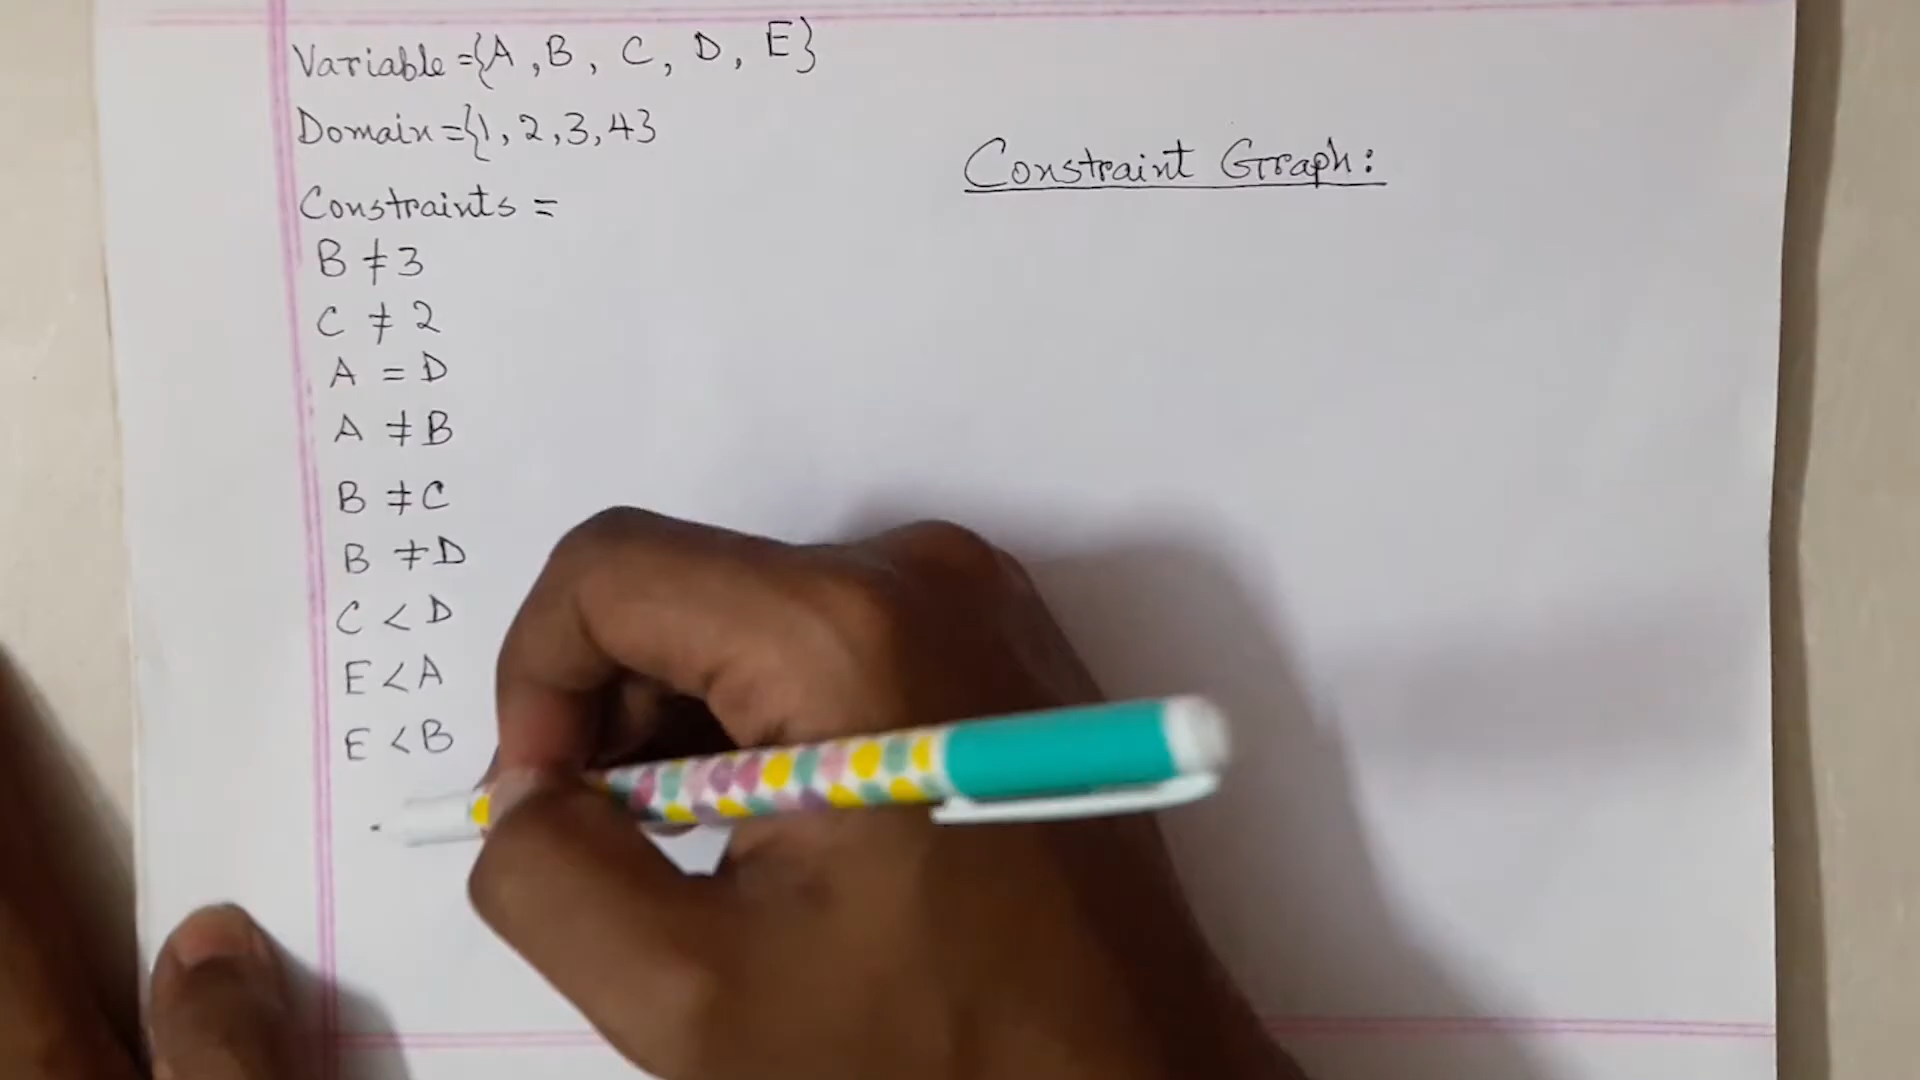 Variable = {A, B, C, D, E}
Domain = {1, 2, 3, 4}
Constraint Graph:
Constraints =
B ≠ 3
C ≠ 2
A = D
A ≠ B
B ≠ C
B ≠ D
C < D
E < A
E < B